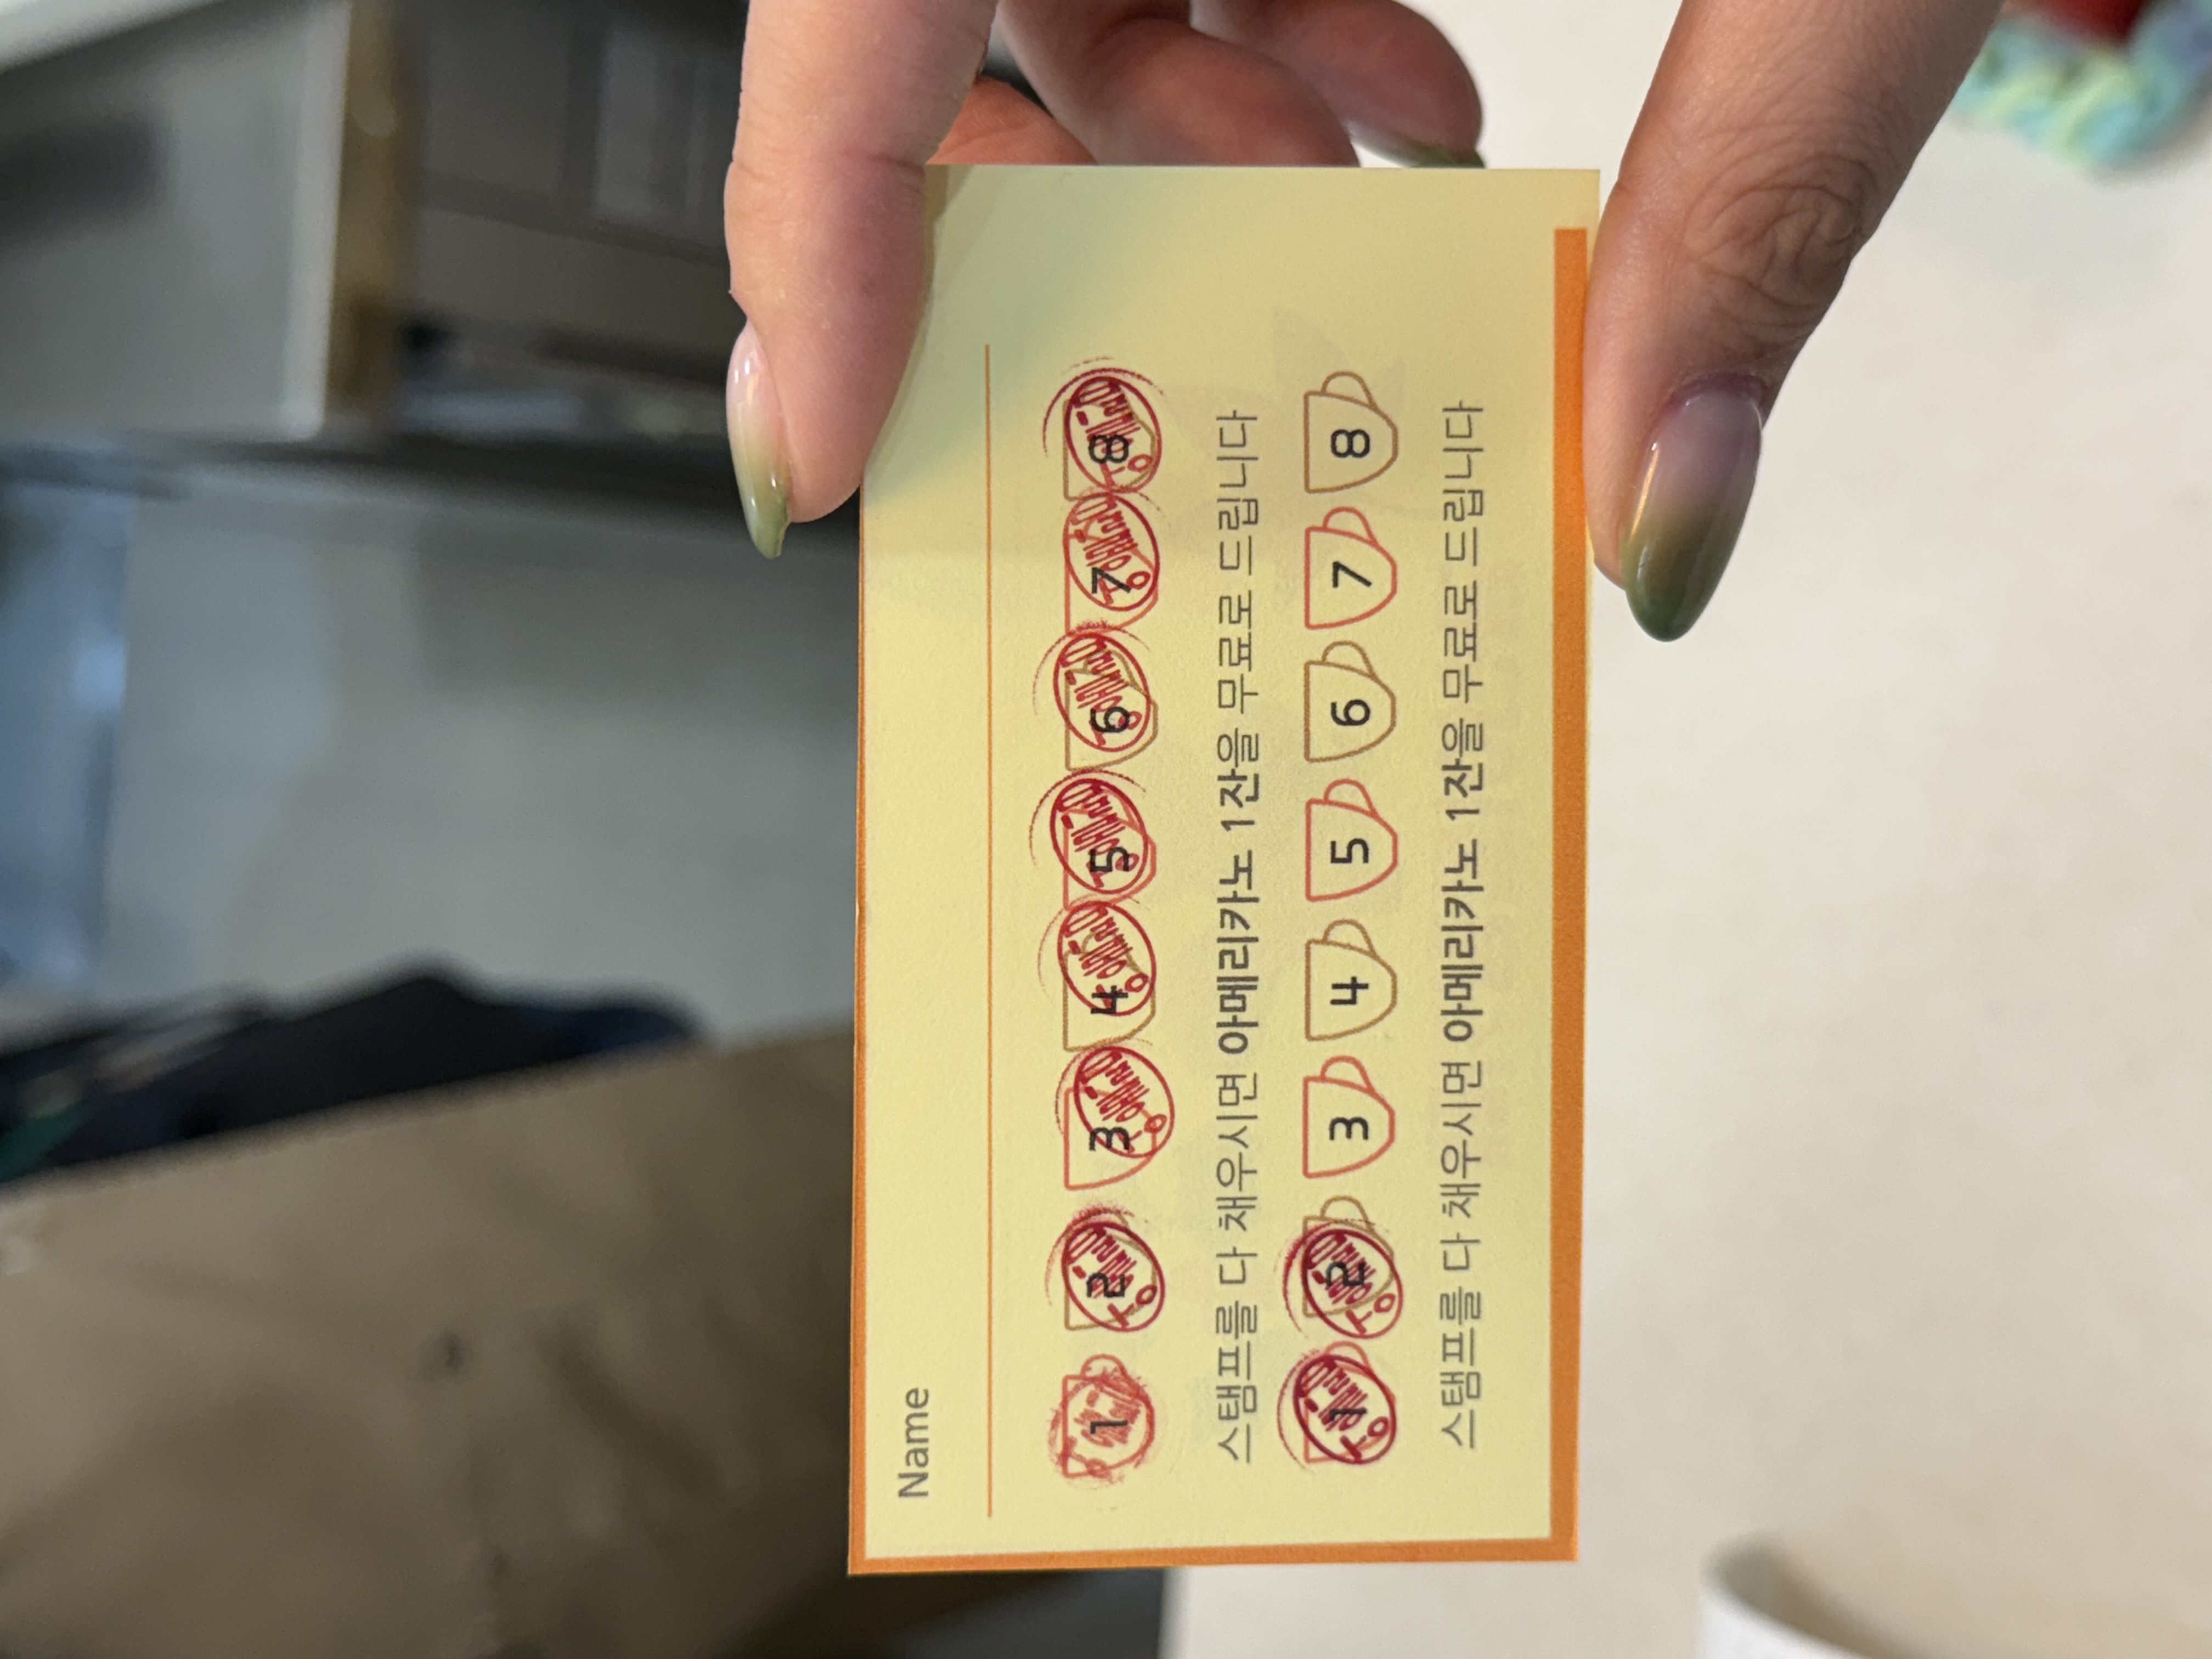 Name
1 2 3 4 5 6 7 8
스탬프를 다 채우시면 아메리카노 1잔을 무료로 드립니다
1 2 3 4 5 6 7 8
스탬프를 다 채우시면 아메리카노 1잔을 무료로 드립니다